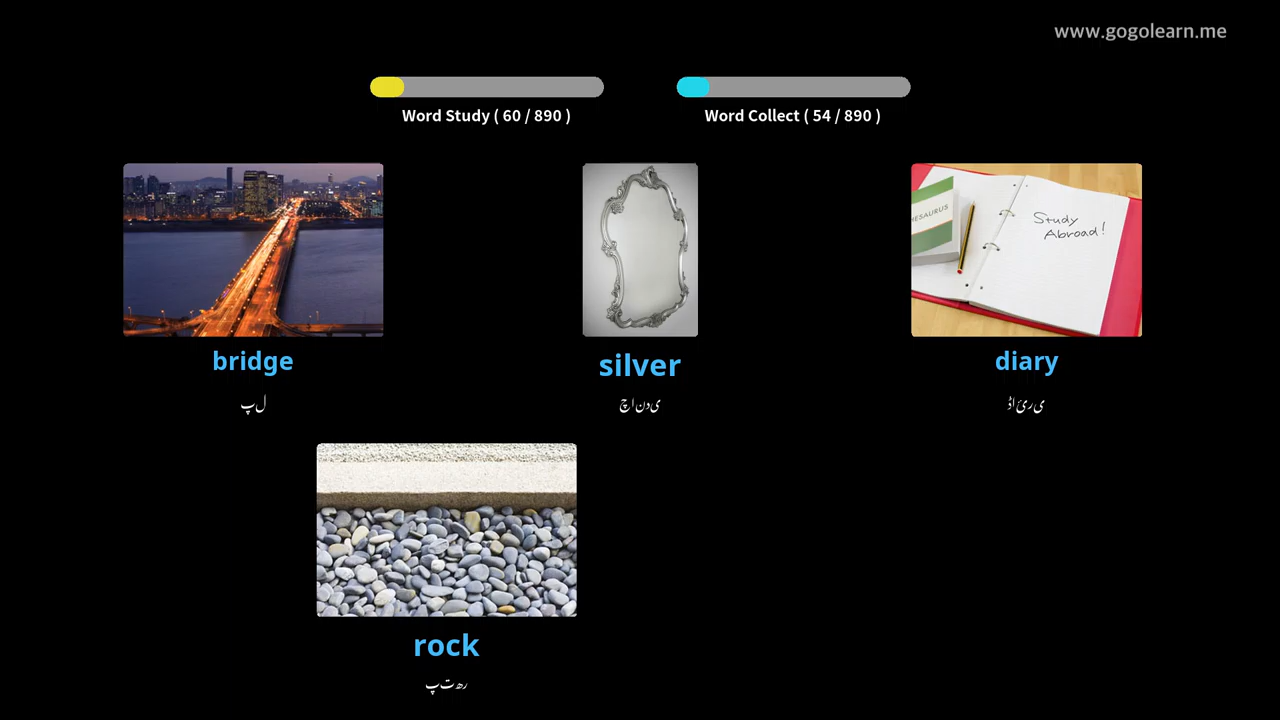 www.gogolearn.me
Word Study ( 60 / 890 )
Word Collect ( 54 / 890 )
bridge
پل
silver
چاندی
diary
ڈائری
THESAURUS
Study
Abroad!
rock
پتھر